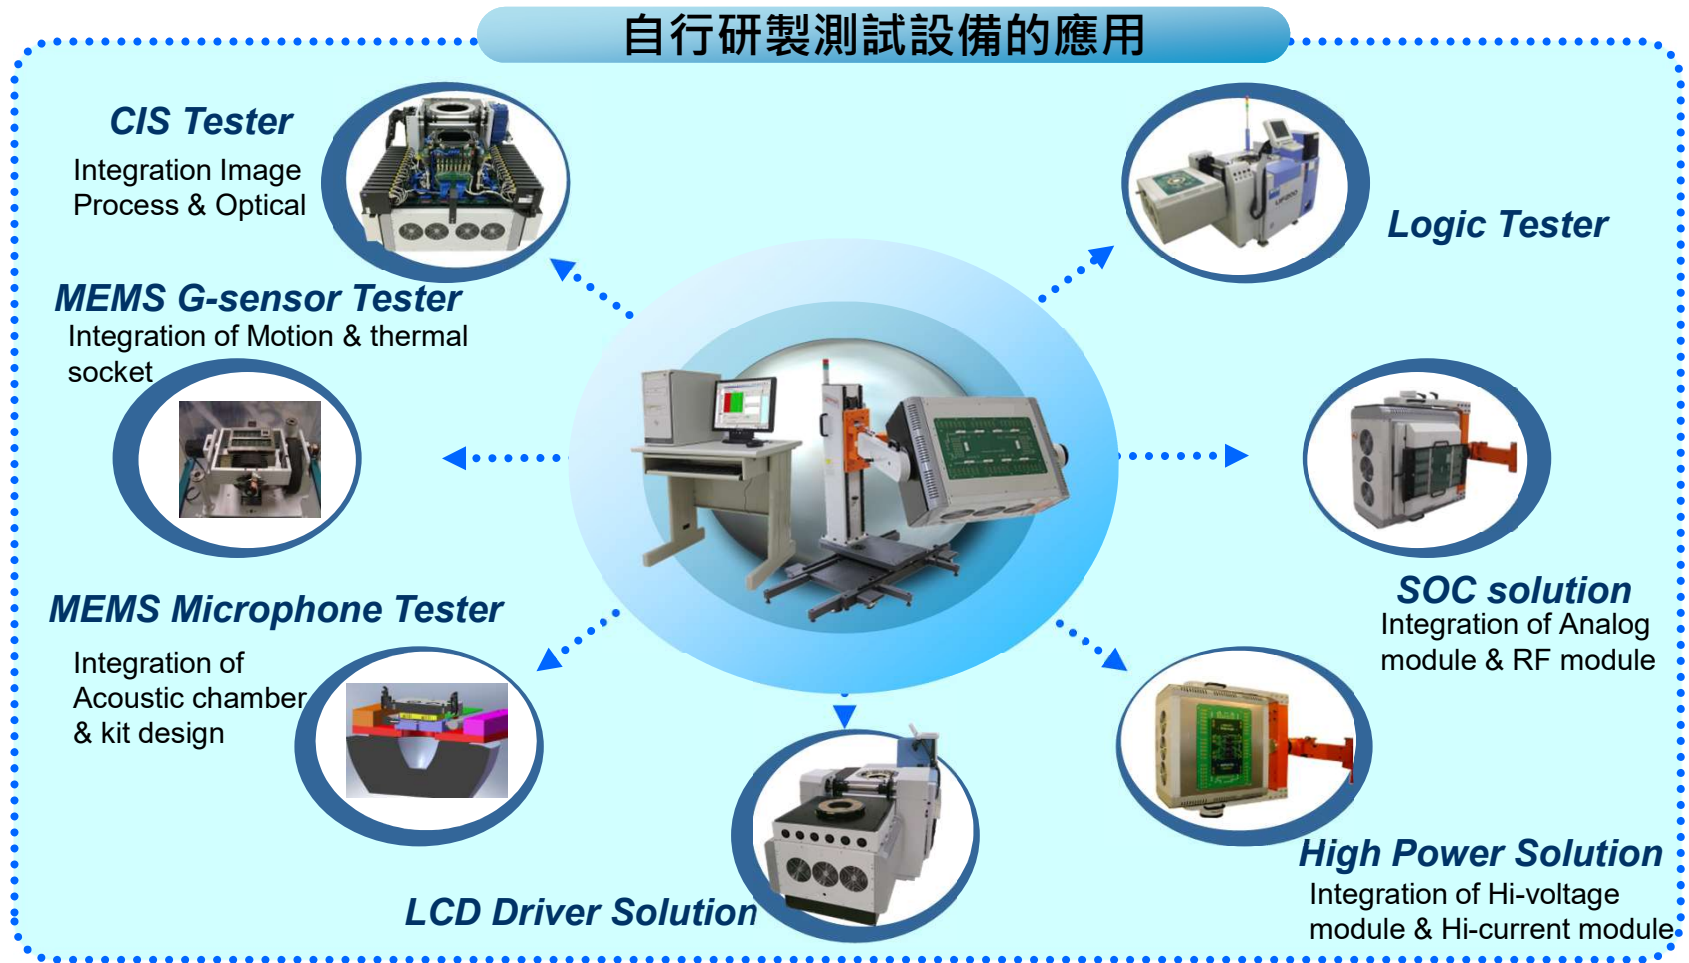 自行研製測試設備的應用
CIS Tester
Integration Image
Process & Optical
MEMS G-sensor Tester
Integration of Motion & thermal
socket
MEMS Microphone Tester
Integration of
Acoustic chamber
& kit design
LCD Driver Solution
Logic Tester
SOC solution
Integration of Analog
module & RF module
High Power Solution
Integration of Hi-voltage
module & Hi-current module